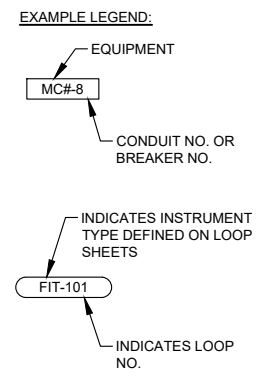 EXAMPLE LEGEND:
EQUIPMENT
MC#-8
CONDUIT NO. OR
BREAKER NO.
INDICATES INSTRUMENT
TYPE DEFINED ON LOOP
SHEETS
FIT-101
INDICATES LOOP
NO.